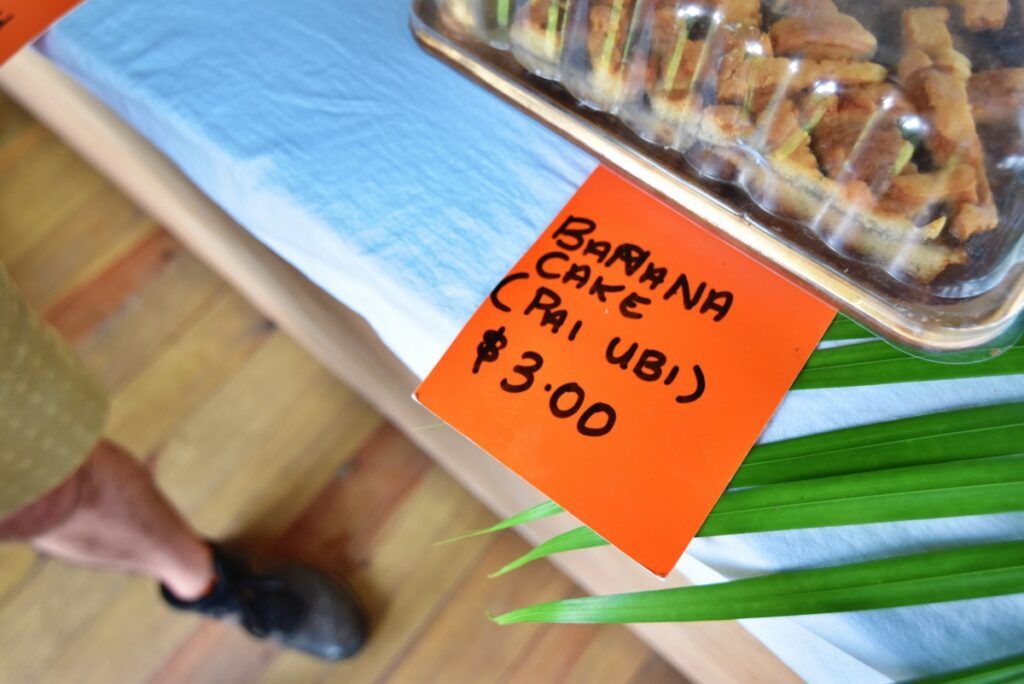 BANANA
CAKE
(PAI UBI)
$3.00